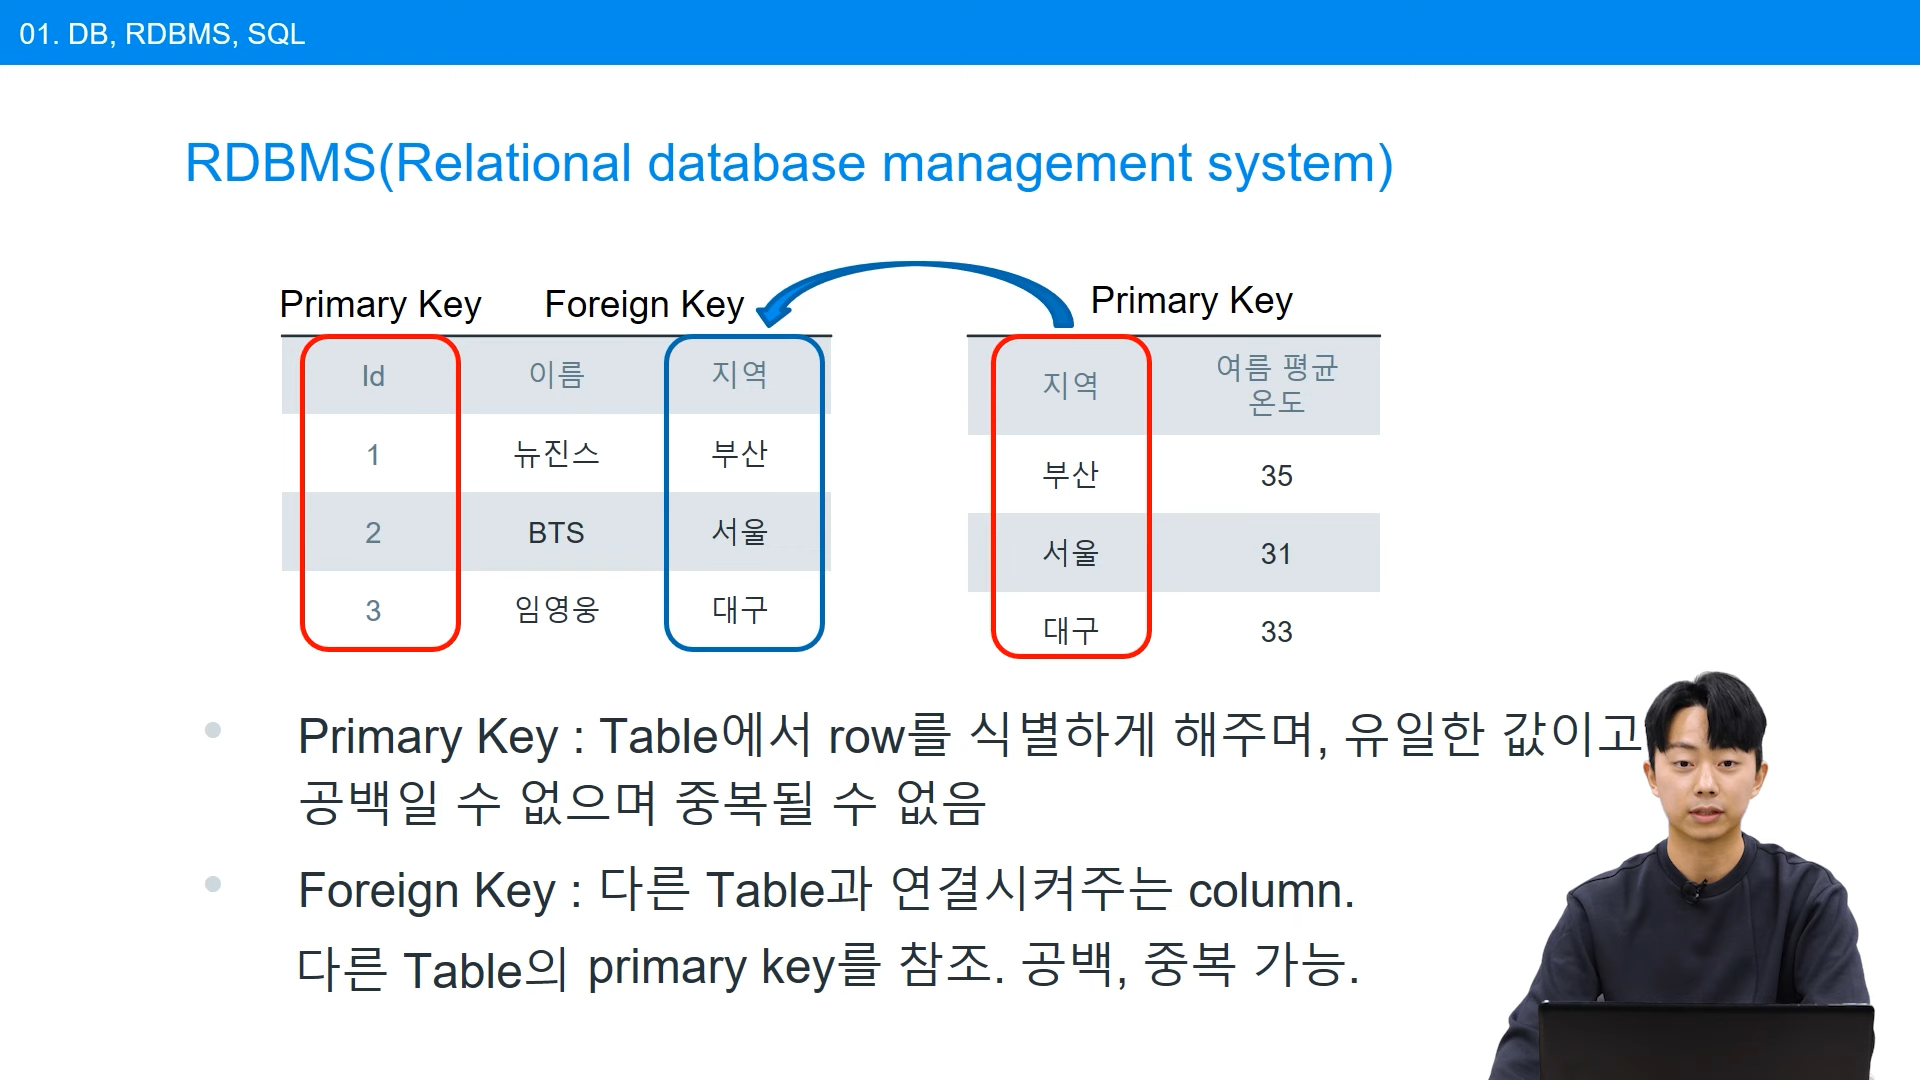 01. DB, RDBMS, SQL
RDBMS(Relational database management system)
Primary Key Foreign Key
Id 이름 지역
1 뉴진스 부산
2 BTS 서울
3 임영웅 대구
Primary Key
지역 여름 평균
온도
부산 35
서울 31
대구 33
Primary Key : Table에서 row를 식별하게 해주며, 유일한 값이고
공백일 수 없으며 중복될 수 없음
Foreign Key : 다른 Table과 연결시켜주는 column.
다른 Table의 primary key를 참조. 공백, 중복 가능.